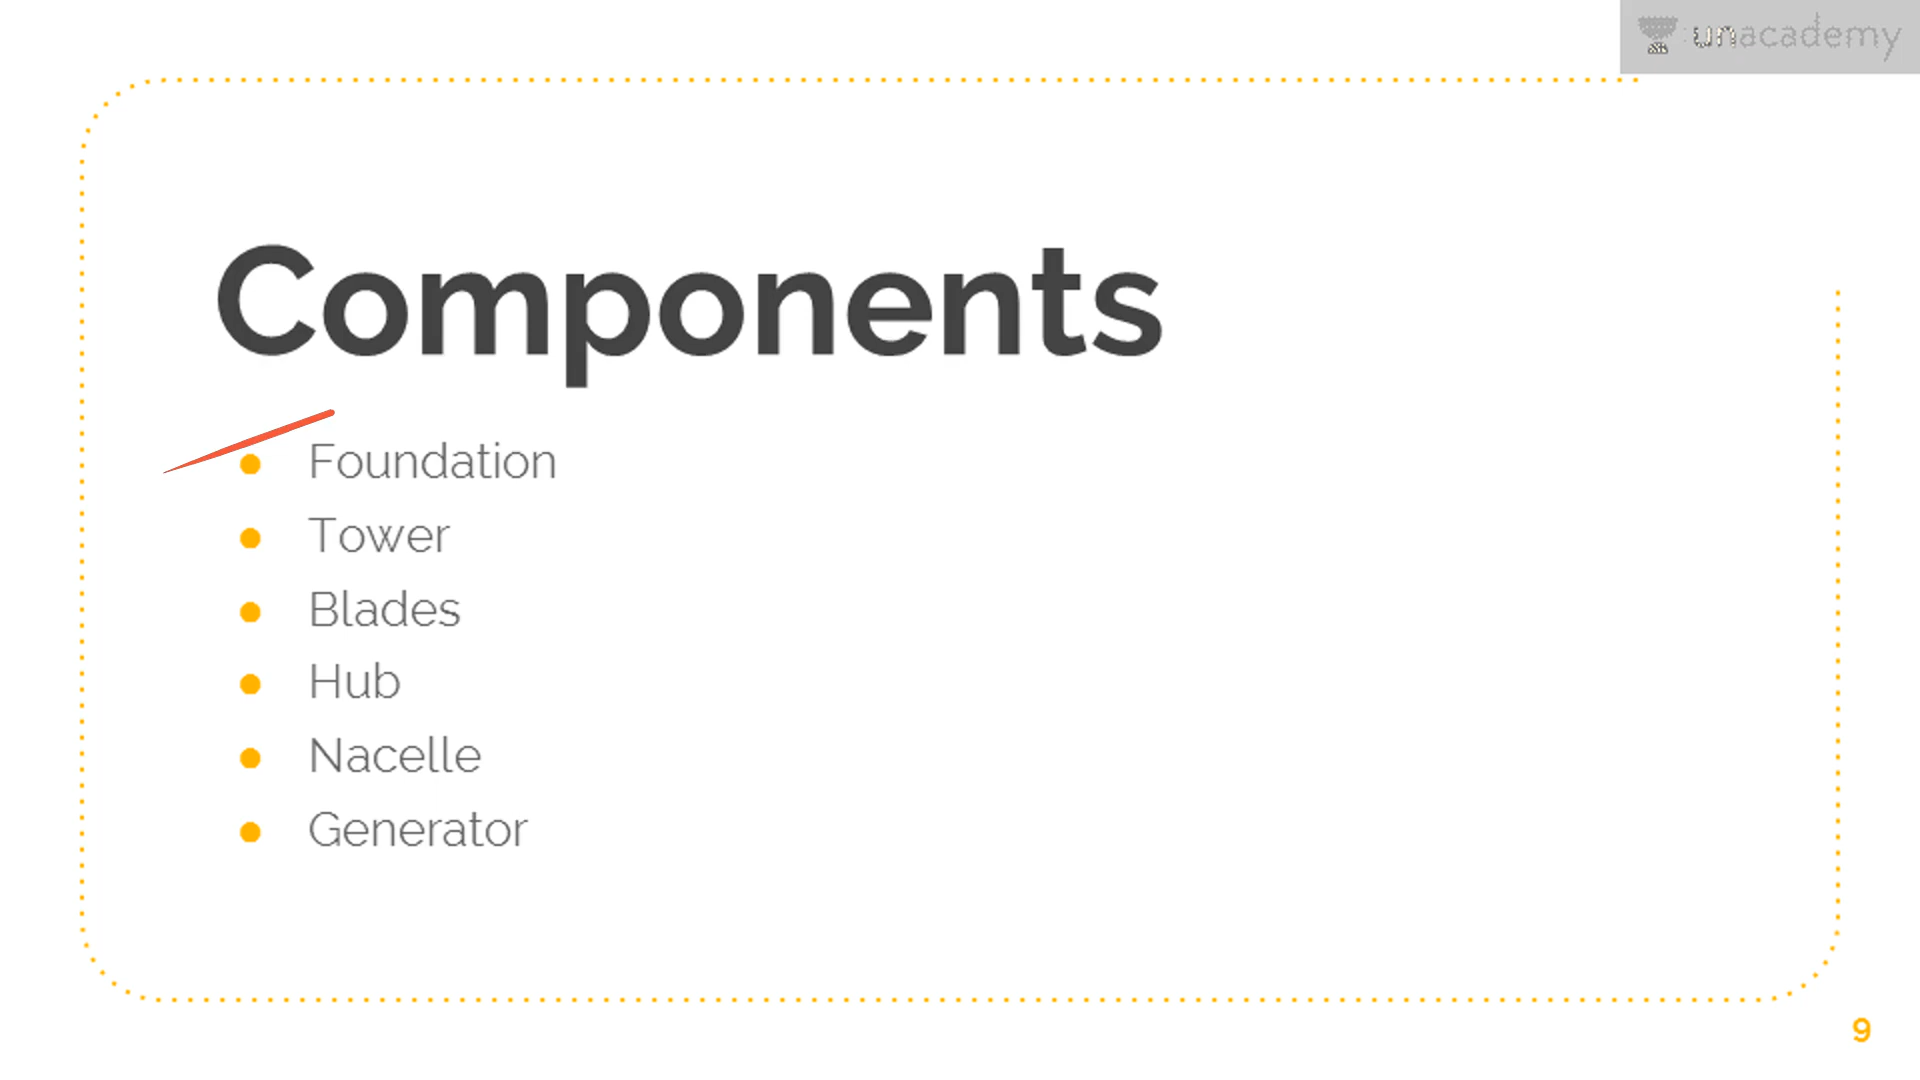 unacademy
Components
Foundation
Tower
Blades
Hub
Nacelle
Generator
9